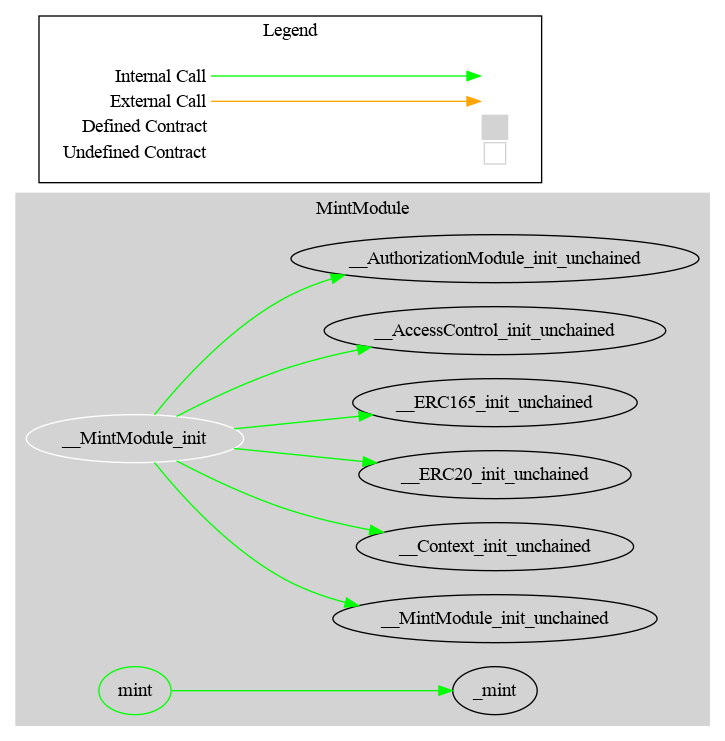 Legend
Internal Call
External Call
Defined Contract
Undefined Contract
MintModule
__AuthorizationModule_init_unchained
__AccessControl_init_unchained
__ERC165_init_unchained
__MintModule_init
__ERC20_init_unchained
__Context_init_unchained
__MintModule_init_unchained
mint
_mint